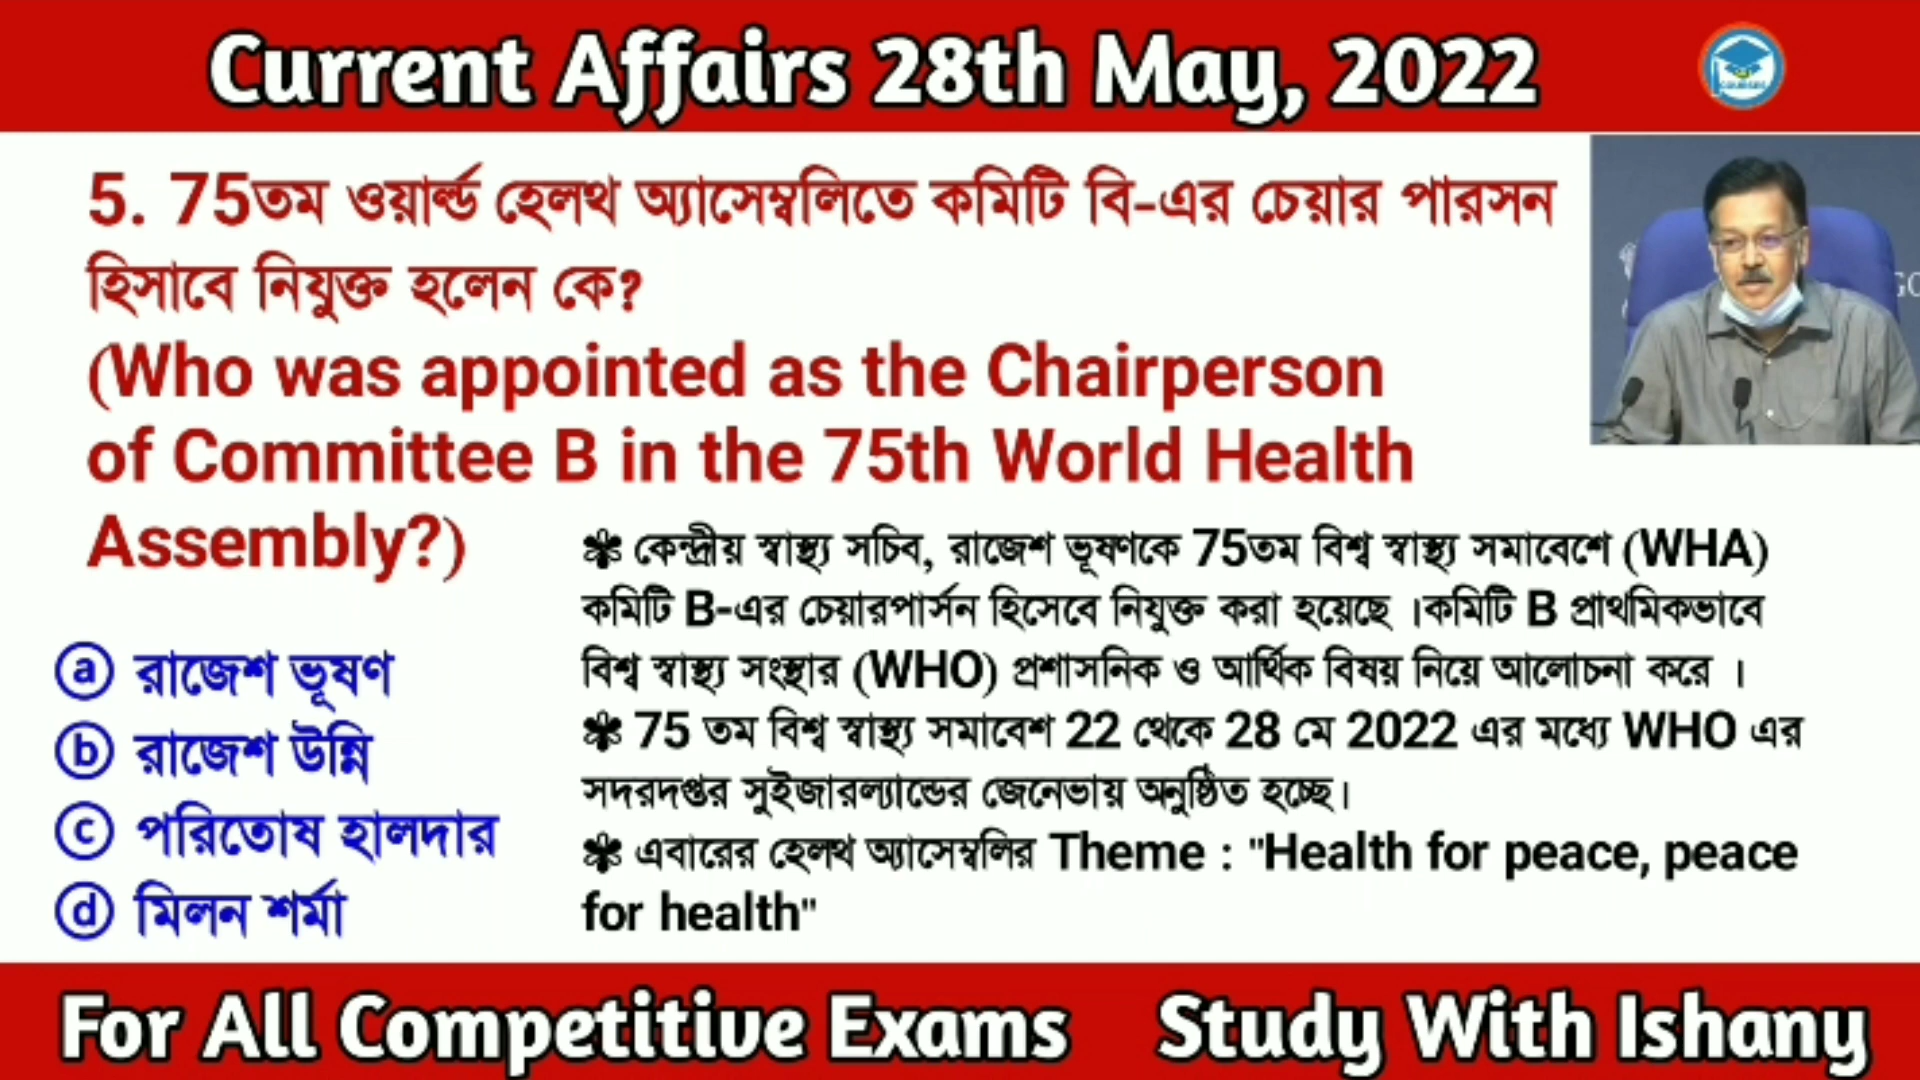 Current Affairs 28th May, 2022
5. 75তম ওয়ার্ল্ড হেলথ অ্যাসেম্বলিতে কমিটি বি-এর চেয়ার পারসন
হিসাবে নিযুক্ত হলেন কে?
(Who was appointed as the Chairperson
of Committee B in the 75th World Health
Assembly?)
ⓐ রাজেশ ভূষণ
ⓑ রাজেশ উন্নি
ⓒ পরিতোষ হালদার
ⓓ মিলন শর্মা
✾ কেন্দ্রীয় স্বাস্থ্য সচিব, রাজেশ ভূষণকে 75তম বিশ্ব স্বাস্থ্য সমাবেশে (WHA)
কমিটি B-এর চেয়ারপার্সন হিসেবে নিযুক্ত করা হয়েছে ।কমিটি B প্রাথমিকভাবে
বিশ্ব স্বাস্থ্য সংস্থার (WHO) প্রশাসনিক ও আর্থিক বিষয় নিয়ে আলোচনা করে ।
✾ 75 তম বিশ্ব স্বাস্থ্য সমাবেশ 22 থেকে 28 মে 2022 এর মধ্যে WHO এর
সদরদপ্তর সুইজারল্যান্ডের জেনেভায় অনুষ্ঠিত হচ্ছে।
✾ এবারের হেলথ অ্যাসেম্বলির Theme : "Health for peace, peace
for health"
For All Competitive Exams Study With Ishany